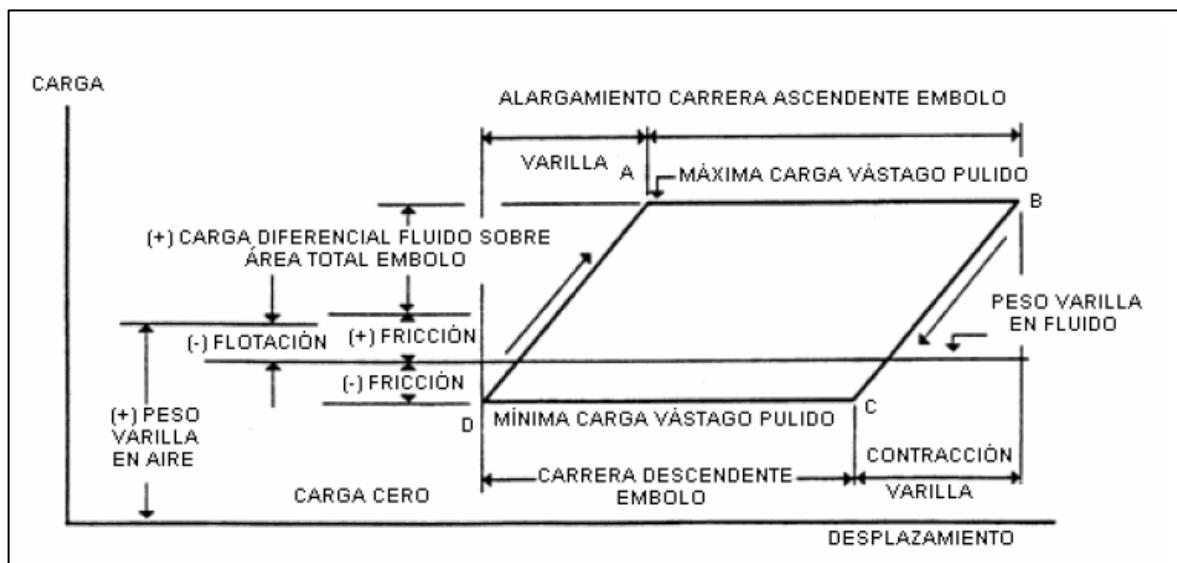 CARGA
ALARGAMIENTO CARRERA ASCENDENTE EMBOLO
VARILLA
A
MÁXIMA CARGA VÁSTAGO PULIDO
B
(+) CARGA DIFERENCIAL FLUIDO SOBRE
ÁREA TOTAL EMBOLO
PESO VARILLA
EN FLUIDO
(-) FLOTACIÓN
(+) FRICCIÓN
(-) FRICCIÓN
(+) PESO
VARILLA
EN AIRE
D
MÍNIMA CARGA VÁSTAGO PULIDO
C
CONTRACCIÓN
VARILLA
CARRERA DESCENDENTE
EMBOLO
CARGA CERO
DESPLAZAMIENTO